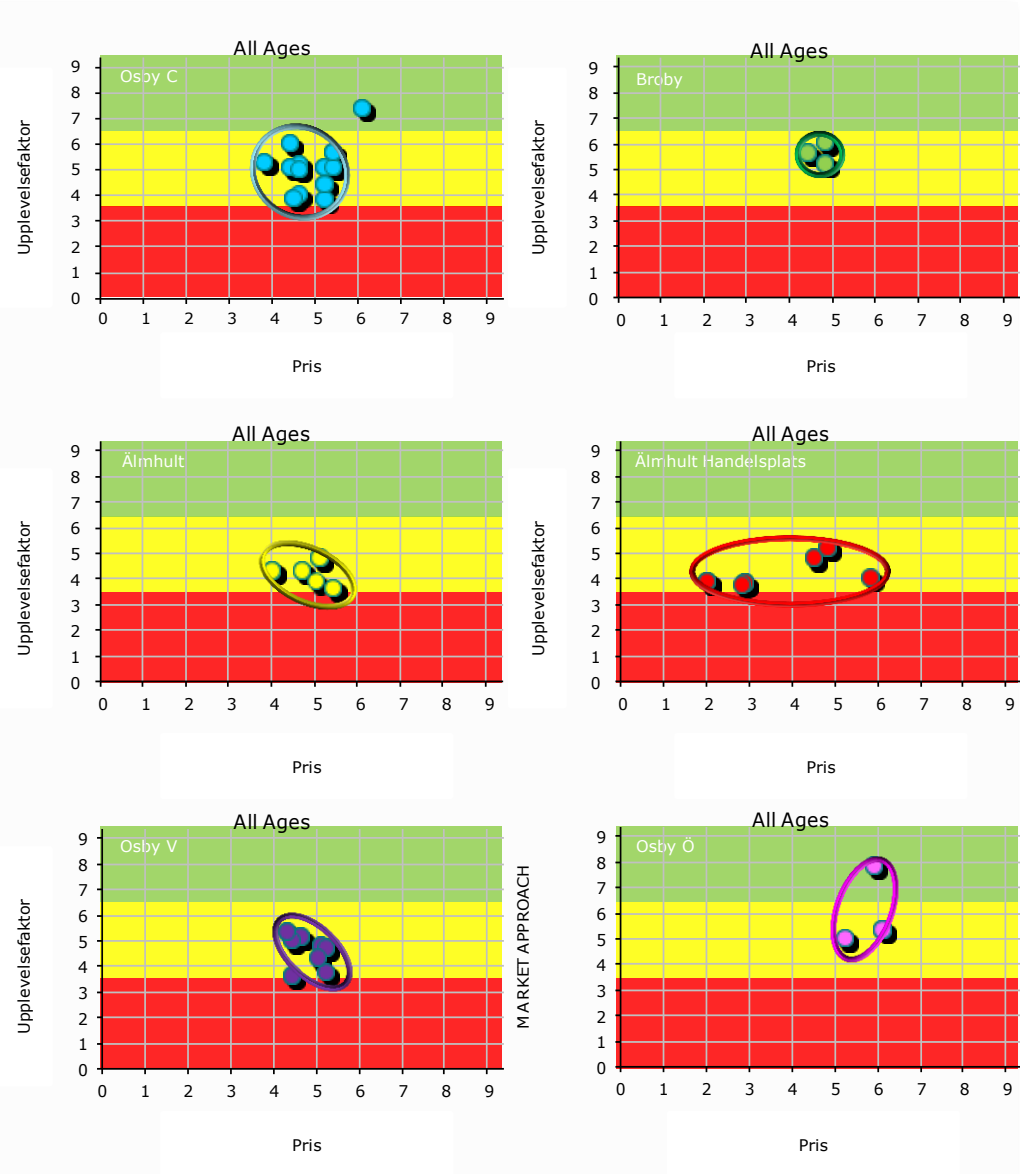 All Ages
Osby C
9
8
7
6
5
4
3
2
1
0
Upplevelsefaktor
0 1 2 3 4 5 6 7 8 9
Pris
All Ages
Broby
9
8
7
6
5
4
3
2
1
0
Upplevelsefaktor
0 1 2 3 4 5 6 7 8 9
Pris
All Ages
Älmhult
9
8
7
6
5
4
3
2
1
0
Upplevelsefaktor
0 1 2 3 4 5 6 7 8 9
Pris
All Ages
Älmhult Handelsplats
9
8
7
6
5
4
3
2
1
0
Upplevelsefaktor
0 1 2 3 4 5 6 7 8 9
Pris
All Ages
Osby V
9
8
7
6
5
4
3
2
1
0
Upplevelsefaktor
0 1 2 3 4 5 6 7 8 9
Pris
All Ages
Osby Ö
9
8
7
6
5
4
3
2
1
0
MARKET APPROACH
0 1 2 3 4 5 6 7 8 9
Pris